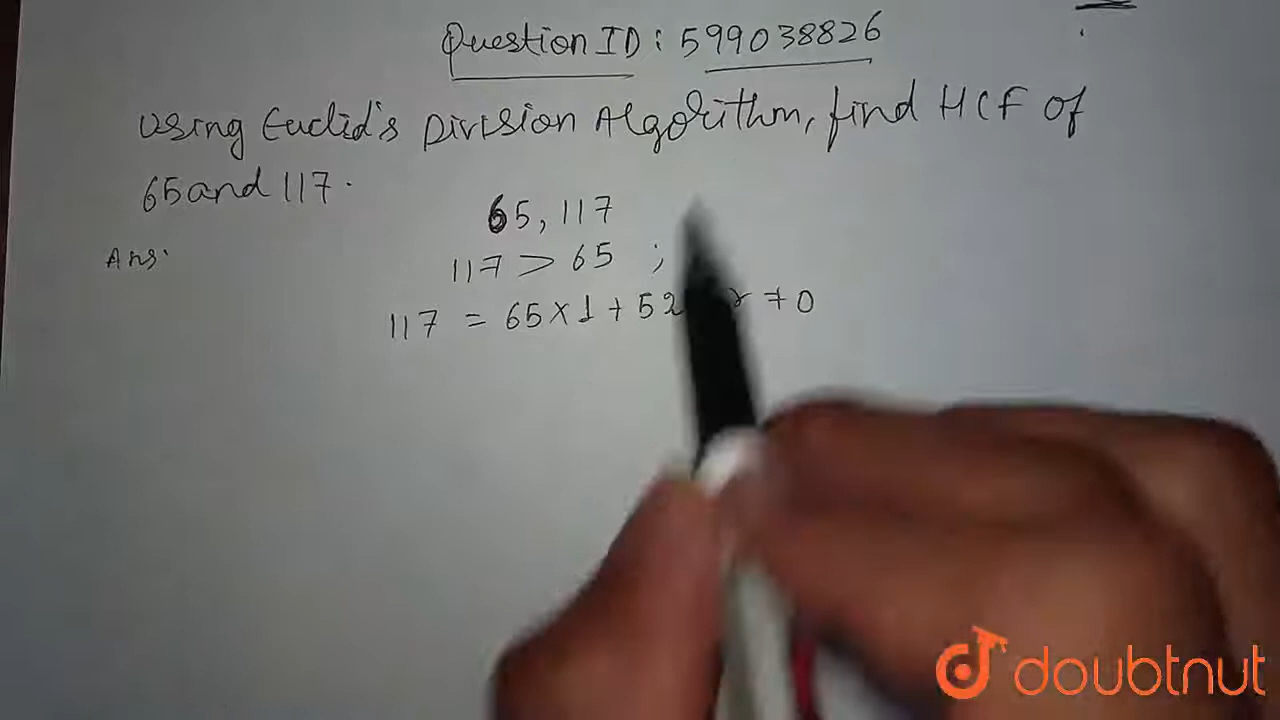 Question ID: 599038826
Using Euclid's Division Algorithm, find HCF of
65 and 117.
Ans:
65, 117
117 > 65 ;
117 = 65 × 1 + 52 r ≠ 0
doubtnut